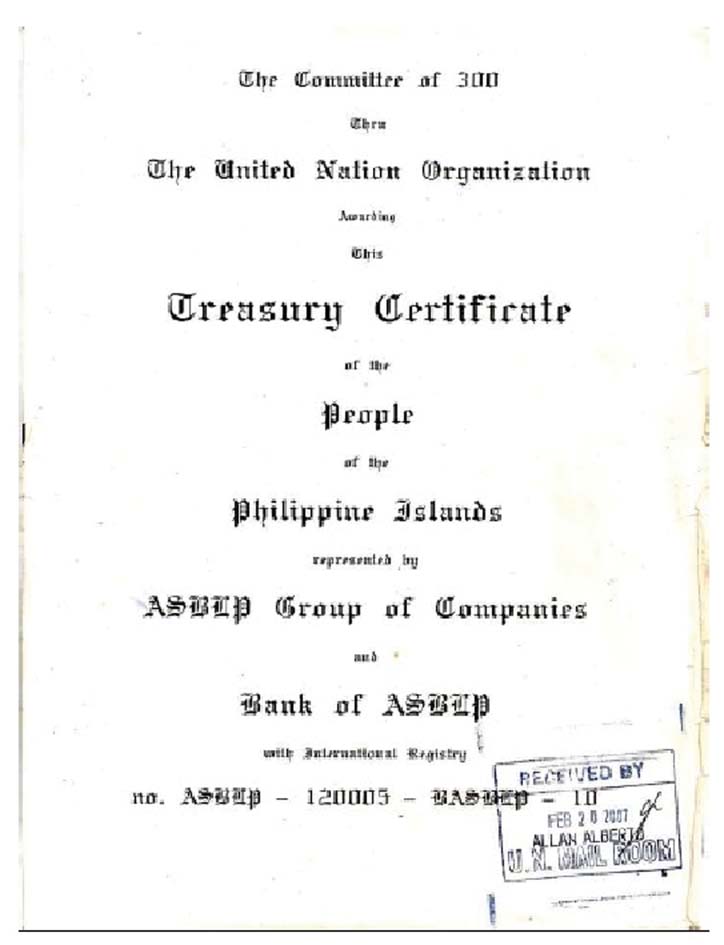 The Committee of 300
Thru
The United Nation Organization
Awarding
This
Treasury Certificate
of the
People
of the
Philippine Islands
represented by
ASBLP Group of Companies
and
Bank of ASBLP
with International Registry
no. ASBLP - 120005 - BASBLP - 10
RECEIVED BY
FEB 20 2007
ALLAN ALBERTO
U.N. MAIL ROOM